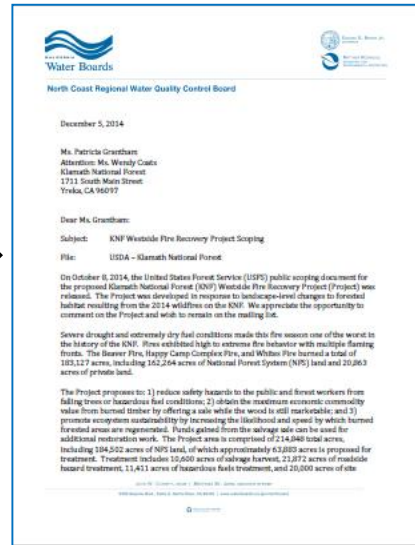 CALIFORNIA
Water Boards
North Coast Regional Water Quality Control Board
December 5, 2014
Ms. Patricia Grantham
Attention: Ms. Wendy Coats
Klamath National Forest
1711 South Main Street
Yreka, CA 96097
Dear Ms. Grantham:
Subject: KNF Westside Fire Recovery Project Scoping
File: USDA – Klamath National Forest
On October 8, 2014, the United States Forest Service (USFS) public scoping document for
the proposed Klamath National Forest (KNF) Westside Fire Recovery Project (Project) was
released. The Project was developed in response to landscape-level changes to forested
habitat resulting from the 2014 wildfires on the KNF. We appreciate the opportunity to
comment on the Project and wish to remain on the mailing list.
Severe drought and extremely dry fuel conditions made this fire season one of the worst in
the history of the KNF. Fires exhibited high to extreme fire behavior with multiple flaming
fronts. The Beaver Fire, Happy Camp Complex Fire, and Whites Fire burned a total of
183,127 acres, including 162,264 acres of National Forest System (NFS) land and 20,863
acres of private land.
The Project proposes to: 1) reduce safety hazards to the public and forest workers from
falling trees or hazardous fuel conditions; 2) obtain the maximum economic commodity
value from burned timber by offering a sale while the wood is still marketable; and 3)
promote ecosystem sustainability by increasing the likelihood and speed by which burned
forested areas are regenerated. Funds gained from the salvage sale can be used for
additional restoration work. The Project area is comprised of 214,848 total acres,
including 184,502 acres of NFS land, of which approximately 63,883 acres is proposed for
treatment. Treatment includes 10,600 acres of salvage harvest, 21,872 acres of roadside
hazard treatment, 11,411 acres of hazardous fuels treatment, and 20,000 acres of site